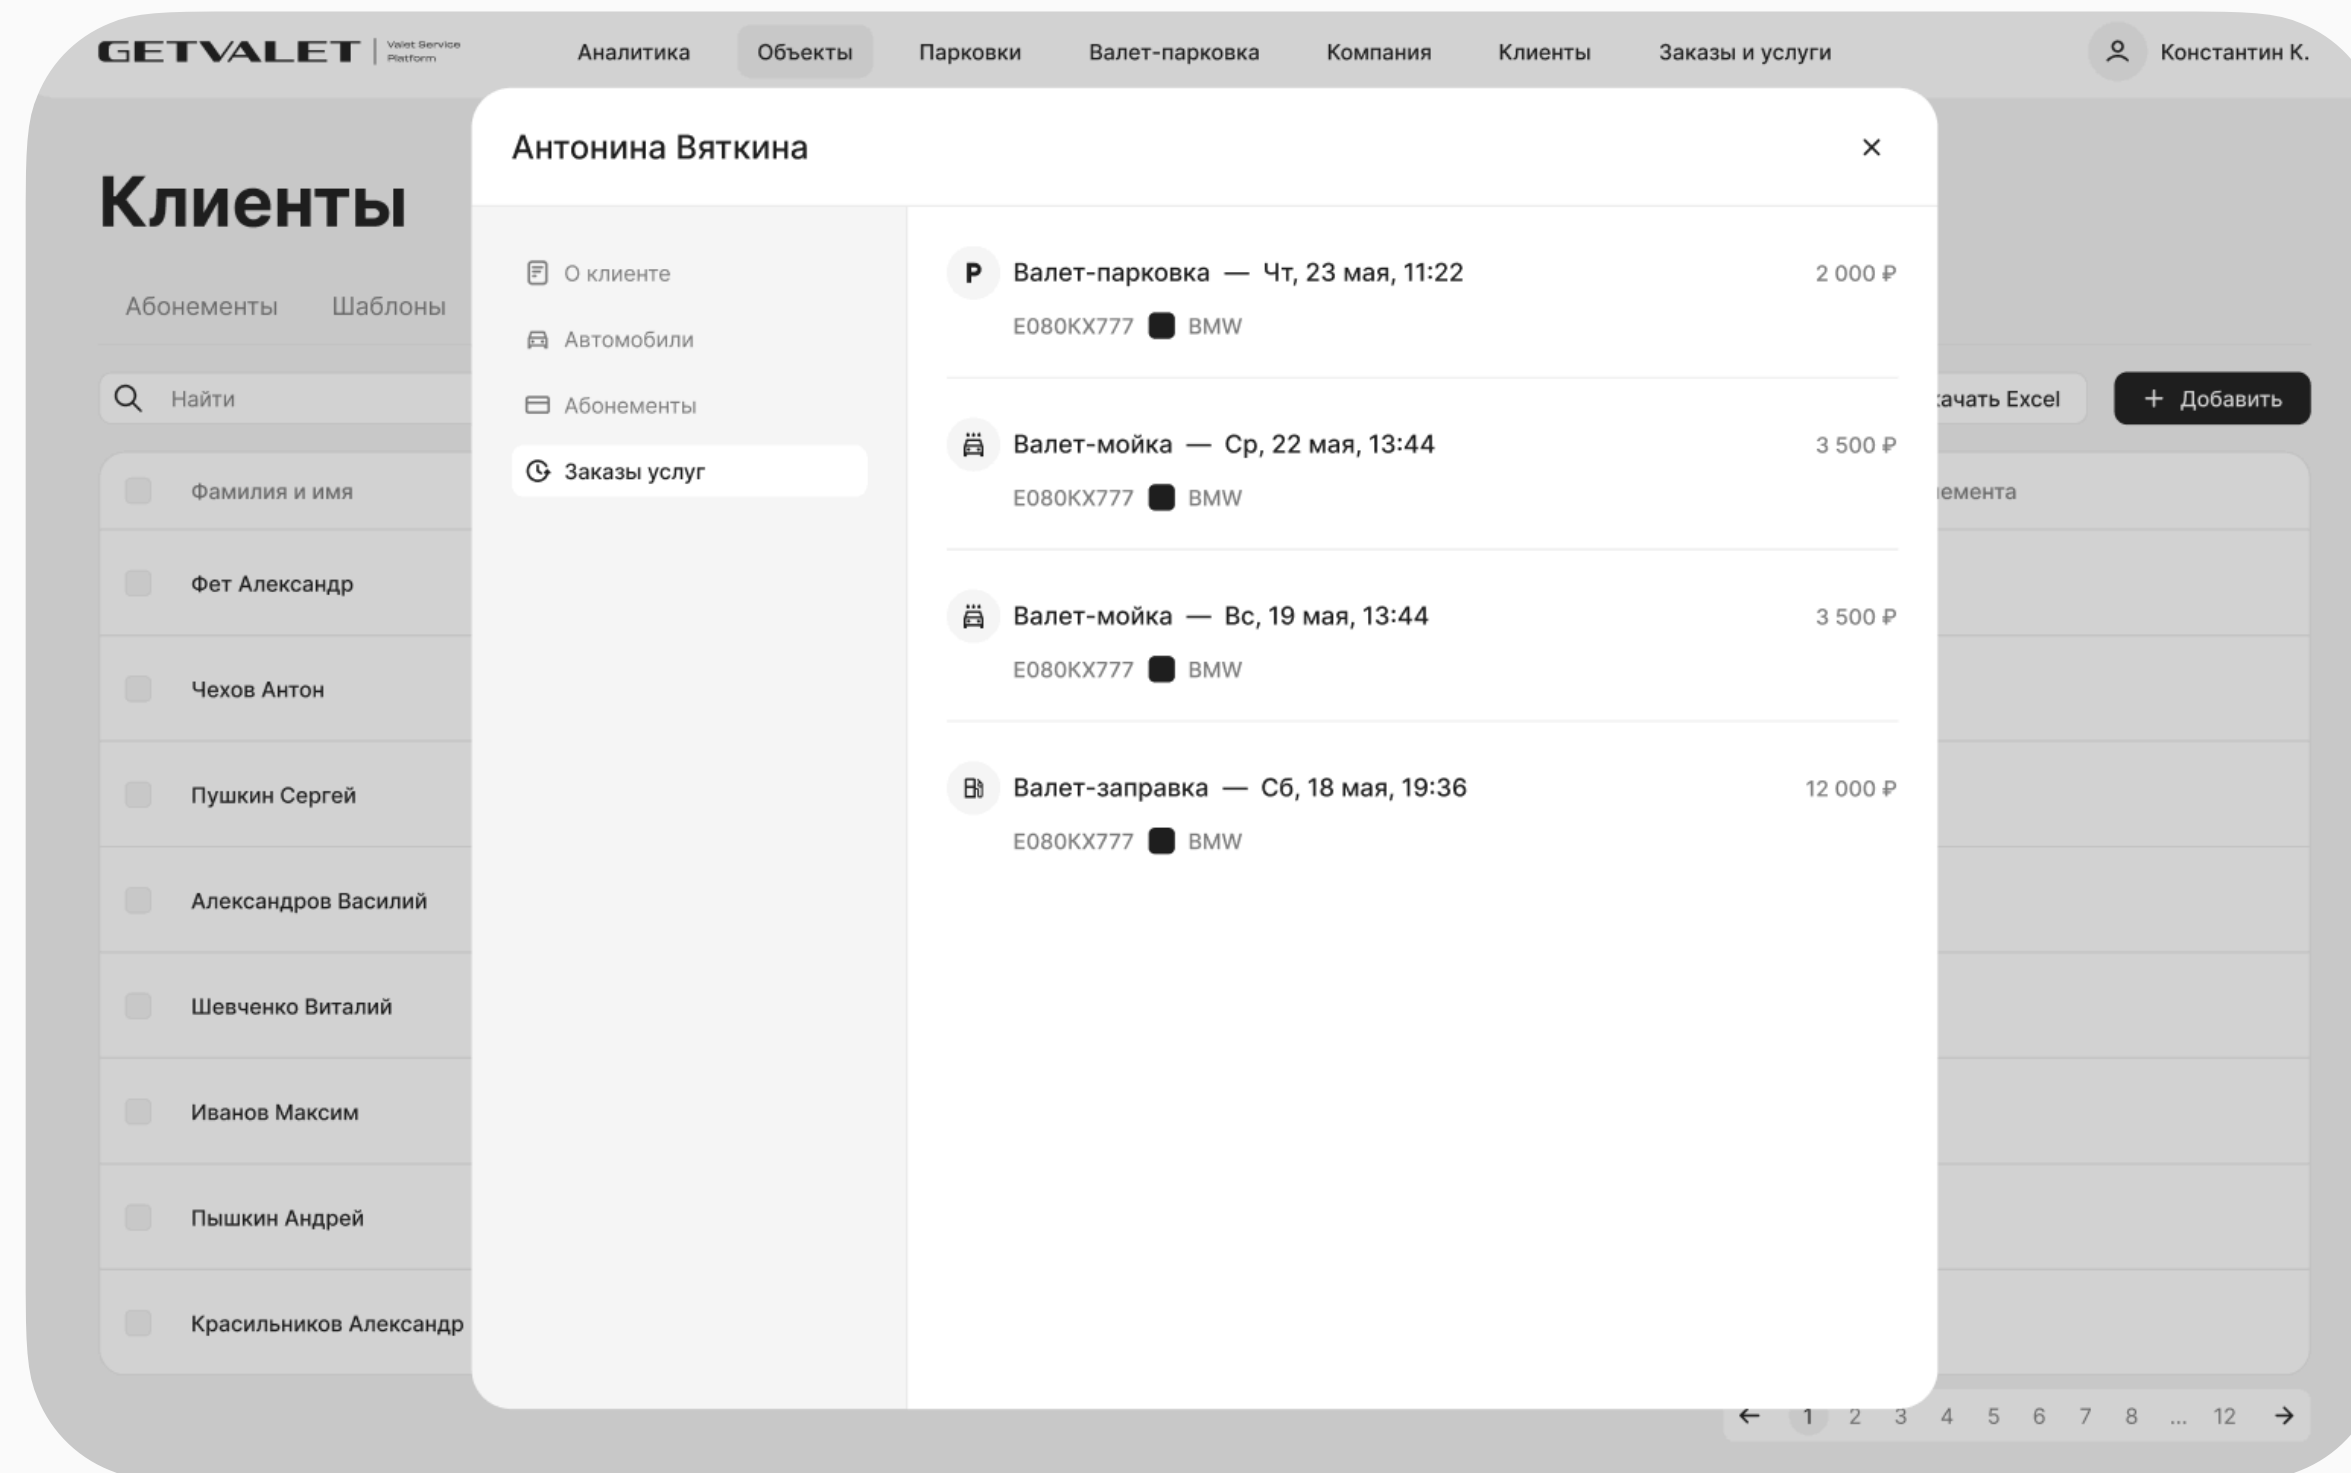 GETVALET Valet Service Platform Аналитика Объекты Парковки Валет-парковка Компания Клиенты Заказы и услуги Константин К.
Клиенты
Абонементы Шаблоны
Найти
качать Excel
+ Добавить
Фамилия и имя
Фет Александр
Чехов Антон
Пушкин Сергей
Александров Василий
Шевченко Виталий
Иванов Максим
Пышкин Андрей
Красильников Александр
Антонина Вяткина
О клиенте
Автомобили
Абонементы
Заказы услуг
P Валет-парковка — Чт, 23 мая, 11:22 2 000 ₽
E080KX777 BMW
Валет-мойка — Ср, 22 мая, 13:44 3 500 ₽
E080KX777 BMW
Валет-мойка — Вс, 19 мая, 13:44 3 500 ₽
E080KX777 BMW
Валет-заправка — Сб, 18 мая, 19:36 12 000 ₽
E080KX777 BMW
1 2 3 4 5 6 7 8 ... 12